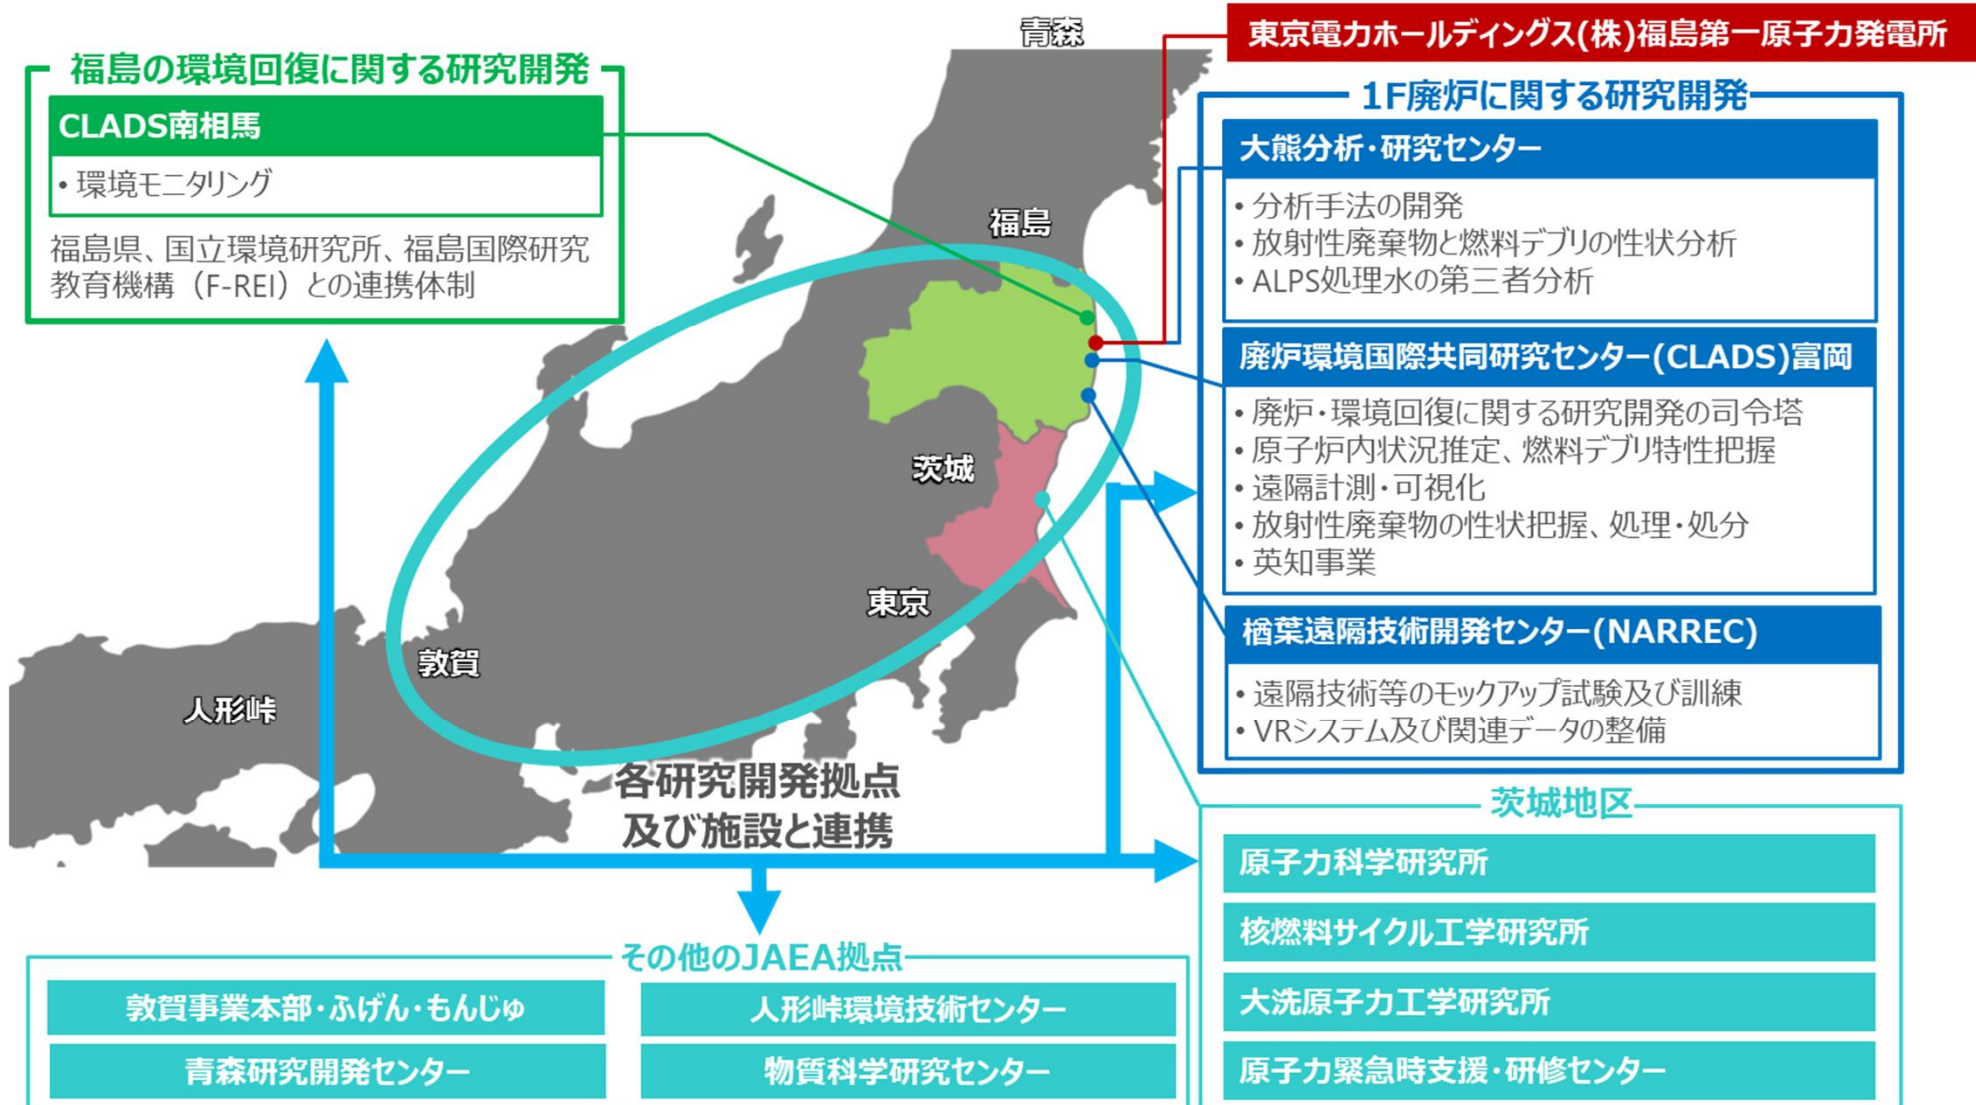 青森
東京電力ホールディングス(株)福島第一原子力発電所
福島の環境回復に関する研究開発
CLADS南相馬
• 環境モニタリング
福島県、国立環境研究所、福島国際研究
教育機構（F-REI）との連携体制
1F廃炉に関する研究開発
大熊分析・研究センター
• 分析手法の開発
• 放射性廃棄物と燃料デブリの性状分析
• ALPS処理水の第三者分析
廃炉環境国際共同研究センター(CLADS)富岡
• 廃炉・環境回復に関する研究開発の司令塔
• 原子炉内状況推定、燃料デブリ特性把握
• 遠隔計測・可視化
• 放射性廃棄物の性状把握、処理・処分
• 英知事業
楢葉遠隔技術開発センター(NARREC)
• 遠隔技術等のモックアップ試験及び訓練
• VRシステム及び関連データの整備
福島
茨城
東京
敦賀
人形峠
各研究開発拠点
及び施設と連携
茨城地区
原子力科学研究所
核燃料サイクル工学研究所
大洗原子力工学研究所
原子力緊急時支援・研修センター
その他のJAEA拠点
敦賀事業本部・ふげん・もんじゅ
人形峠環境技術センター
青森研究開発センター
物質科学研究センター